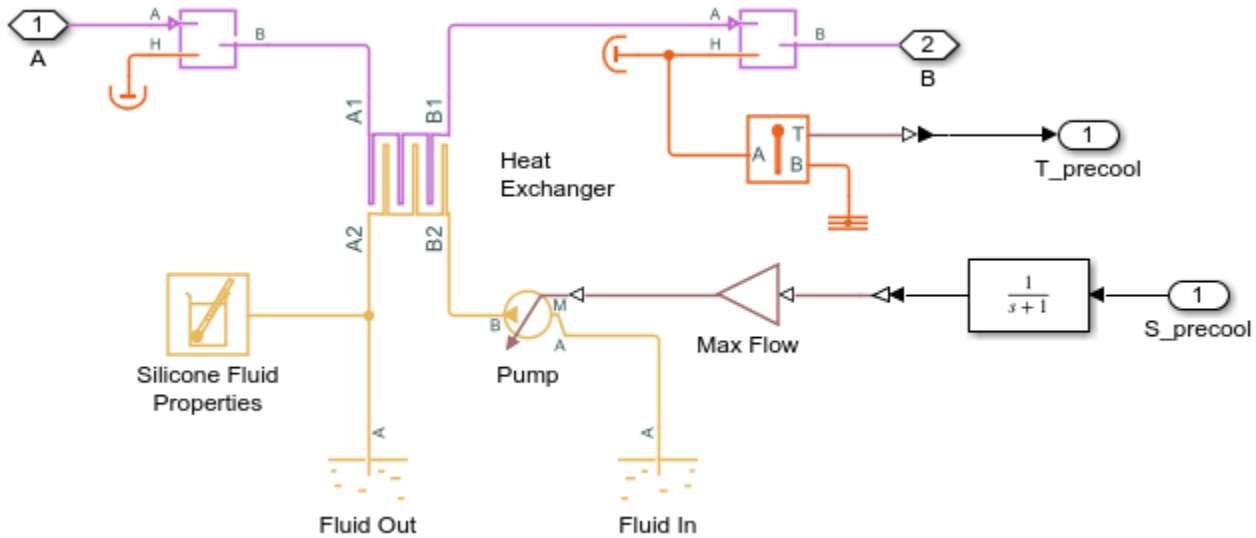 1
A
A
H
B
A1
B1
A
H
B
2
B
Heat
Exchanger
A
T
B
1
T_precool
A2
B2
Silicone Fluid
Properties
B
M
A
Pump
Max Flow
1
s + 1
1
S_precool
A
A
Fluid Out
Fluid In